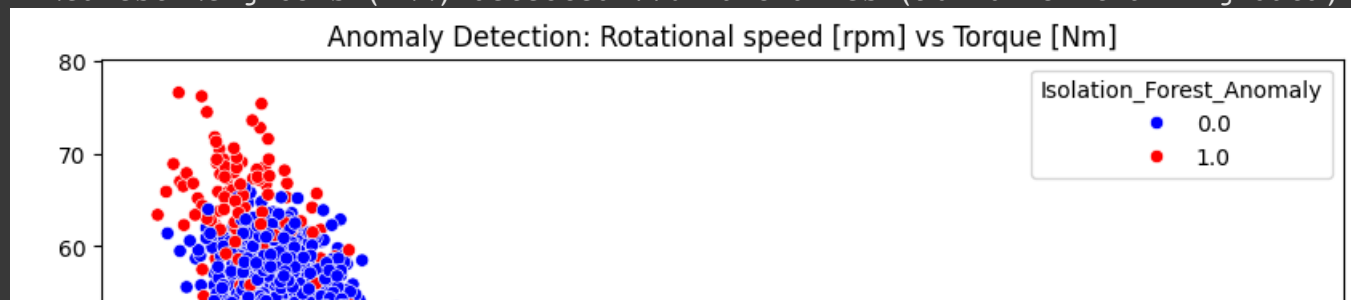 Anomaly Detection: Rotational speed [rpm] vs Torque [Nm]
80
Isolation_Forest_Anomaly
0.0
1.0
70
60